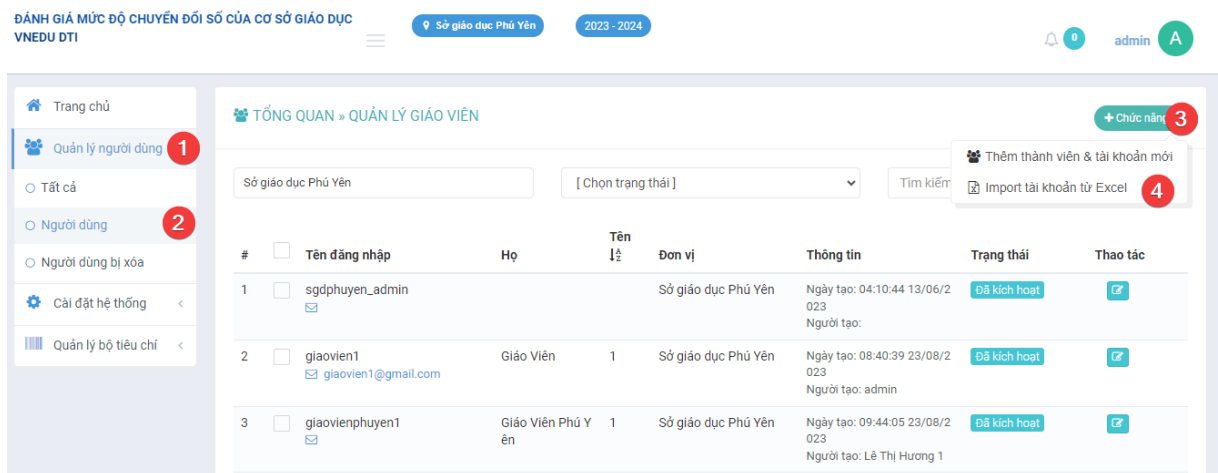 ĐÁNH GIÁ MỨC ĐỘ CHUYỂN ĐỔI SỐ CỦA CƠ SỞ GIÁO DỤC
VNEDU DTI
Sở giáo dục Phú Yên
2023 - 2024
0
admin
A
Trang chủ
Quản lý người dùng
1
Tất cả
Người dùng
2
Người dùng bị xóa
Cài đặt hệ thống
Quản lý bộ tiêu chí
TỔNG QUAN » QUẢN LÝ GIÁO VIÊN
+ Chức năng
3
Thêm thành viên & tài khoản mới
Import tài khoản từ Excel
4
Sở giáo dục Phú Yên
[ Chọn trạng thái ]
Tìm kiếm
# Tên đăng nhập Họ Tên Đơn vị Thông tin Trạng thái Thao tác
1 sgdphuyen_admin Sở giáo dục Phú Yên Ngày tạo: 04:10:44 13/06/2 Đã kích hoạt
023
Người tạo:
2 giaovien1 Giáo Viên 1 Sở giáo dục Phú Yên Ngày tạo: 08:40:39 23/08/2 Đã kích hoạt
giaovien1@gmail.com 023
Người tạo: admin
3 giaovienphuyen1 Giáo Viên Phú Y 1 Sở giáo dục Phú Yên Ngày tạo: 09:44:05 23/08/2 Đã kích hoạt
ên 023
Người tạo: Lê Thị Hương 1